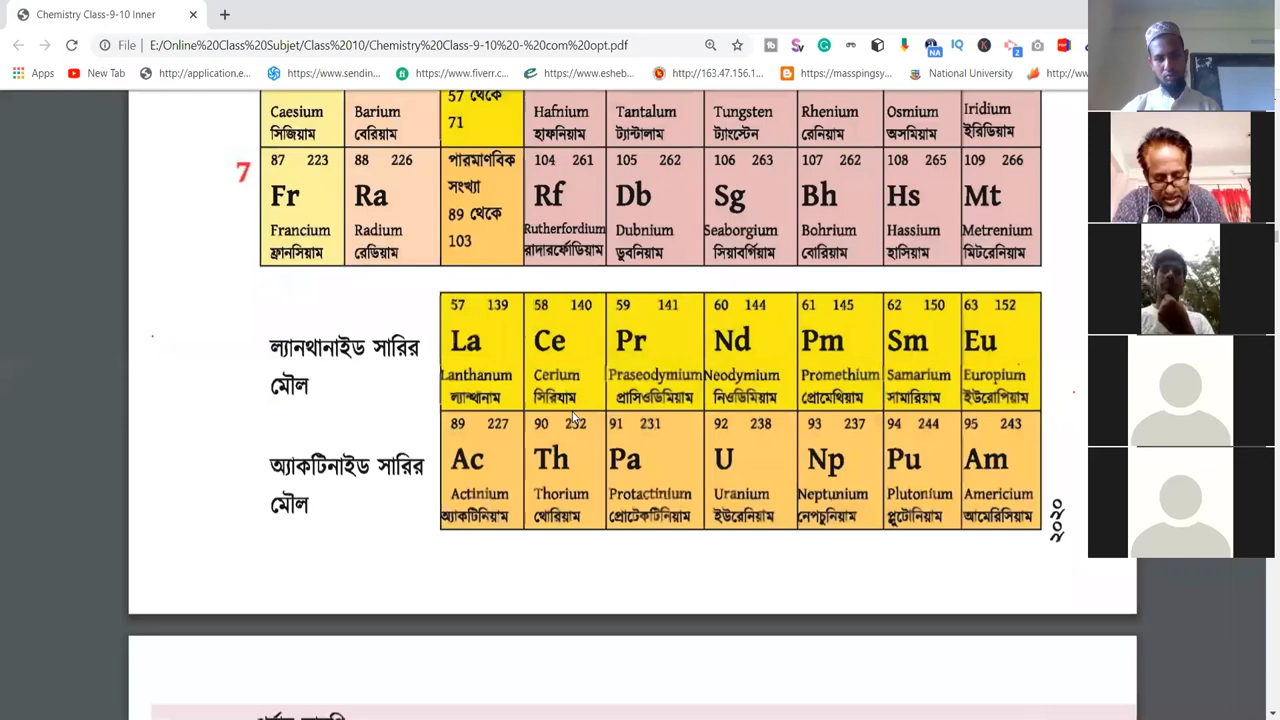 Chemistry Class-9-10 Inner
File
E:/Online%20Class%20Subjet/Class%20III/Chemistry%20Class-9-10%20-%20com%20opt.pdf
Apps New Tab http://application.e... https://www.sendin... https://www.fiverr.c... https://www.esheb... http://163.47.156.1... https://masspingsy... National University http://ww
57 থেকে
71
Caesium Barium Hafnium Tantalum Tungsten Rhenium Osmium Iridium
সিজিয়াম বেরিয়াম হাফনিয়াম ট্যান্টালাম ট্যাংস্টেন রেনিয়াম অসমিয়াম ইরিডিয়াম
7
87 223 88 226 পারমাণবিক 104 261 105 262 106 263 107 262 108 265 109 266
Fr Ra সংখ্যা Rf Db Sg Bh Hs Mt
89 থেকে
Francium Radium 103 Rutherfordium Dubnium Seaborgium Bohrium Hassium Metrenium
ফ্রানসিয়াম রেডিয়াম রাদারর্ফোডিয়াম ডুবনিয়াম সিয়াবর্গিয়াম বোরিয়াম হাসিয়াম মিটরেনিয়াম
57 139 58 140 59 141 60 144 61 145 62 150 63 152
ল্যানথানাইড সারির La Ce Pr Nd Pm Sm Eu
মৌল Lanthanum Cerium Praseodymium Neodymium Promethium Samarium Europium
ল্যান্থানাম সিরিযাম প্রাসিওডিমিয়াম নিওডিমিয়াম প্রোমেথিয়াম সামারিয়াম ইউরোপিয়াম
89 227 90 232 91 231 92 238 93 237 94 244 95 243
অ্যাকটিনাইড সারির Ac Th Pa U Np Pu Am
মৌল Actinium Thorium Protactinium Uranium Neptunium Plutonium Americium
অ্যাকটিনিয়াম থোরিয়াম প্রোটেকটিনিয়াম ইউরেনিয়াম নেপচুনিয়াম প্লুটোনিয়াম আমেরিসিয়াম
২০২০